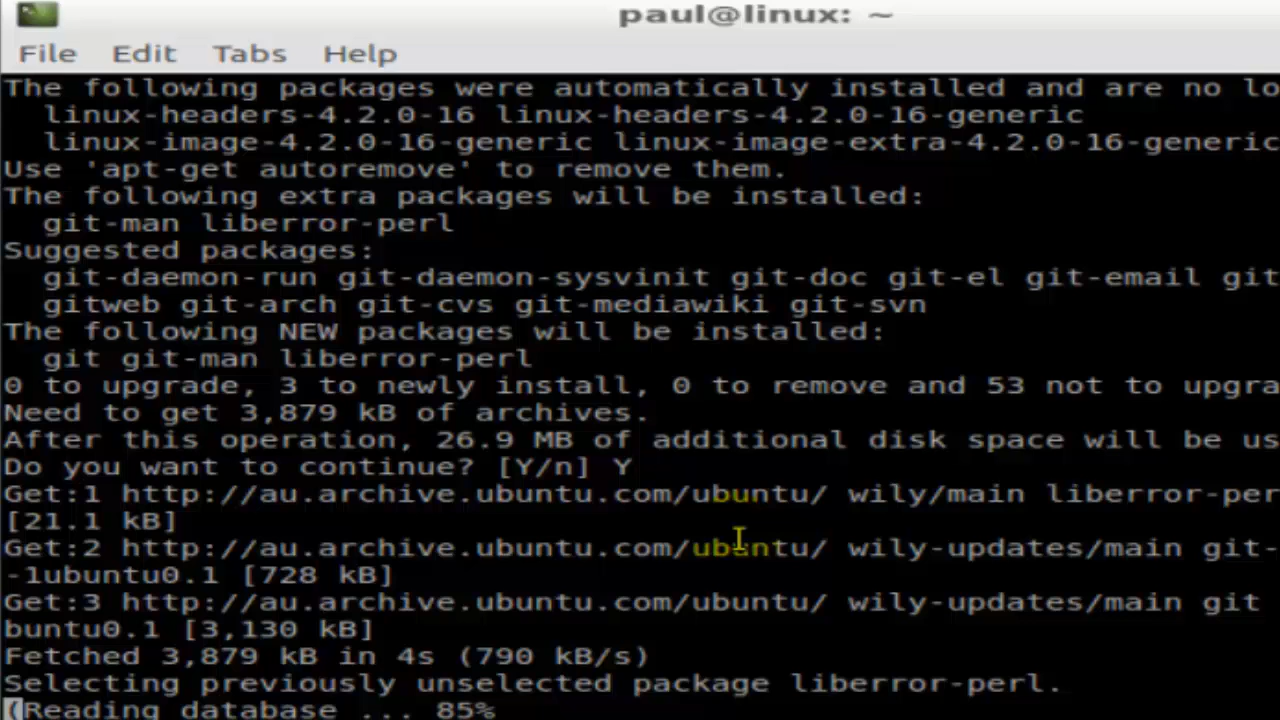 paul@linux: ~
File Edit Tabs Help
The following packages were automatically installed and are no lo
linux-headers-4.2.0-16 linux-headers-4.2.0-16-generic
linux-image-4.2.0-16-generic linux-image-extra-4.2.0-16-generic
Use 'apt-get autoremove' to remove them.
The following extra packages will be installed:
git-man liberror-perl
Suggested packages:
git-daemon-run git-daemon-sysvinit git-doc git-el git-email git
gitweb git-arch git-cvs git-mediawiki git-svn
The following NEW packages will be installed:
git git-man liberror-perl
0 to upgrade, 3 to newly install, 0 to remove and 53 not to upgra
Need to get 3,879 kB of archives.
After this operation, 26.9 MB of additional disk space will be us
Do you want to continue? [Y/n] Y
Get:1 http://au.archive.ubuntu.com/ubuntu/ wily/main liberror-per
[21.1 kB]
Get:2 http://au.archive.ubuntu.com/ubuntu/ wily-updates/main git-
-1ubuntu0.1 [728 kB]
Get:3 http://au.archive.ubuntu.com/ubuntu/ wily-updates/main git
buntu0.1 [3,130 kB]
Fetched 3,879 kB in 4s (790 kB/s)
Selecting previously unselected package liberror-perl.
(Reading database ... 85%